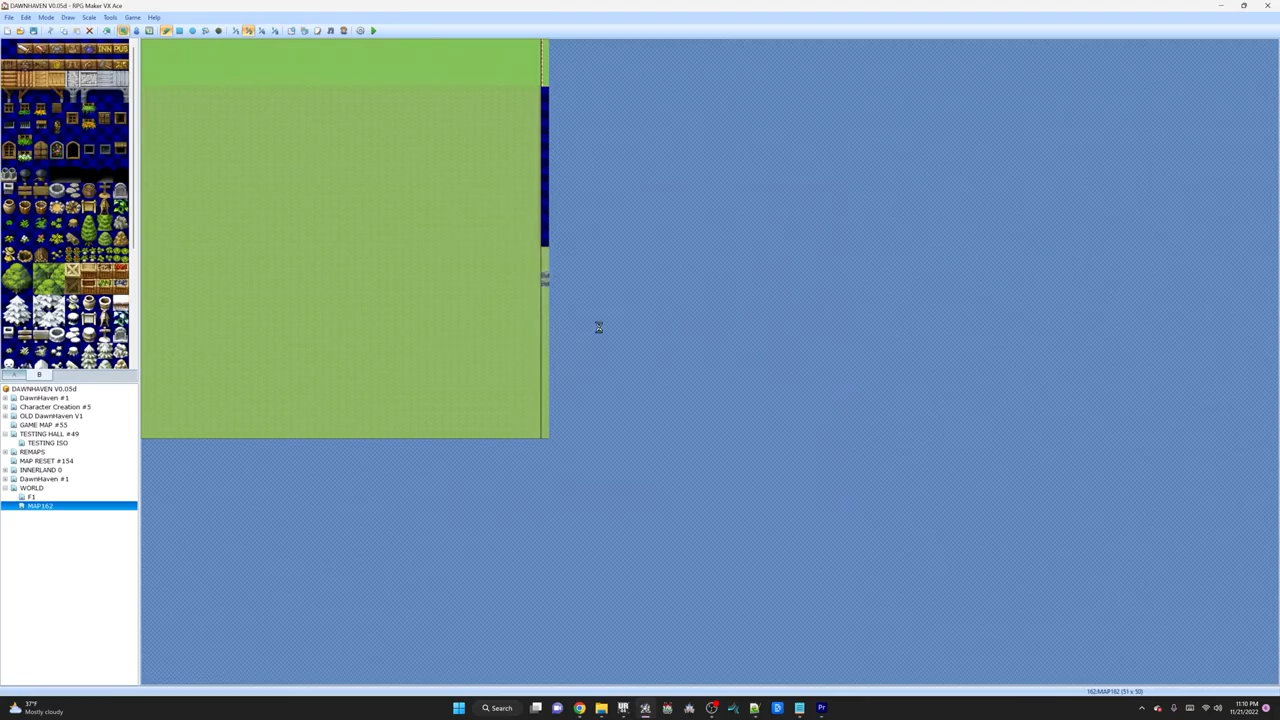 DAWNHAVEN V0.05d - RPG Maker VX Ace
File Edit Mode Draw Scale Tools Game Help
INN PUS
B
DAWNHAVEN V0.05d
DawnHaven #1
Character Creation #5
OLD DawnHaven V1
GAME MAP #55
TESTING HALL #49
TESTING ISO
REMAPS
MAP RESET #154
INNERLAND 0
DawnHaven #1
WORLD
F1
MAP162
162:MAP162 (51 x 50)
37°F
Mostly cloudy
Search
Pr
11:10 PM
11/21/2022